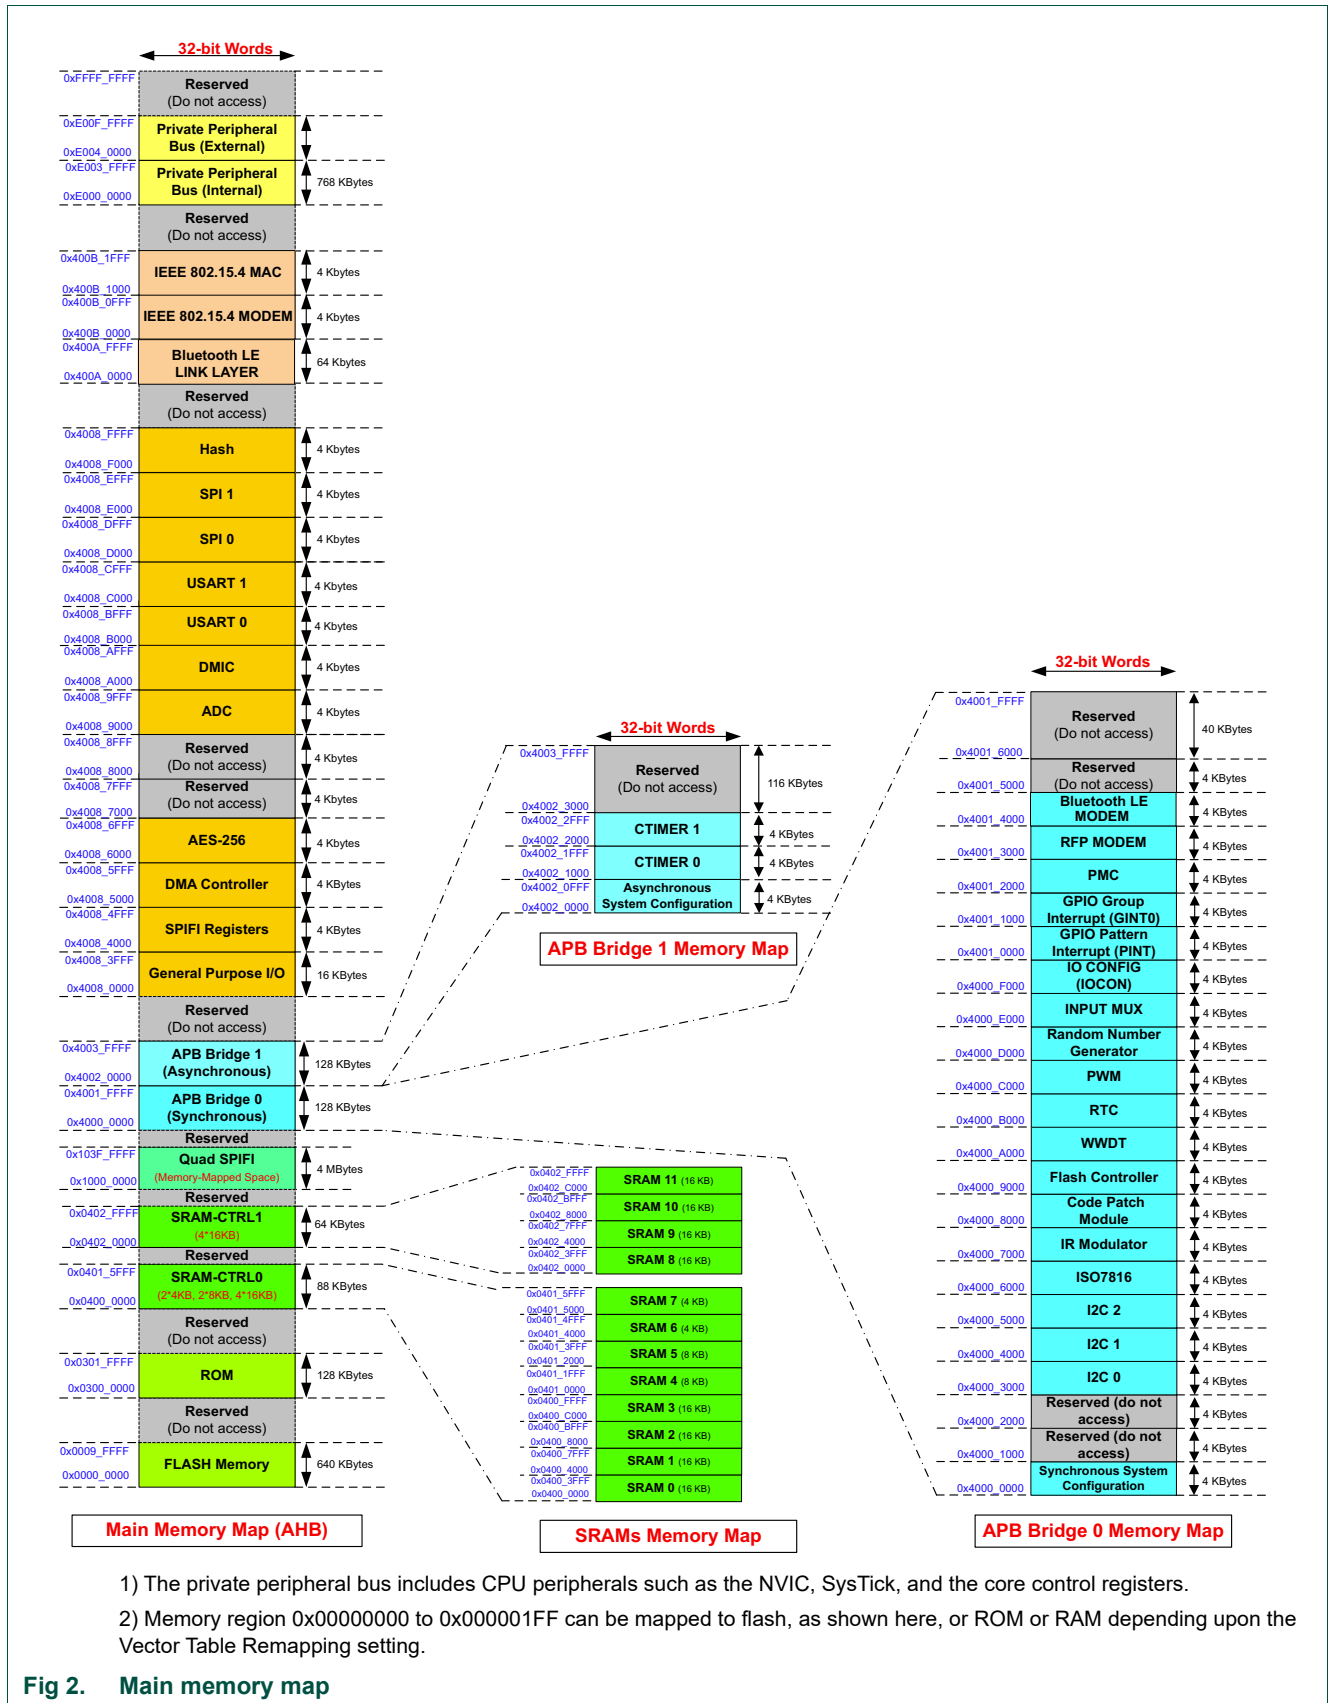 32-bit Words
0xFFFF_FFFF
Reserved
(Do not access)
0xE00F_FFFF
Private Peripheral
Bus (External)
0xE004_0000
0xE003_FFFF
Private Peripheral
Bus (Internal)
768 KBytes
0xE000_0000
Reserved
(Do not access)
0x400B_1FFF
IEEE 802.15.4 MAC
4 Kbytes
0x400B_1000
0x400B_0FFF
IEEE 802.15.4 MODEM
4 Kbytes
0x400B_0000
0x400A_FFFF
Bluetooth LE
LINK LAYER
64 Kbytes
0x400A_0000
Reserved
(Do not access)
0x4008_FFFF
Hash
4 Kbytes
0x4008_F000
0x4008_EFFF
SPI 1
4 Kbytes
0x4008_E000
0x4008_DFFF
SPI 0
4 Kbytes
0x4008_D000
0x4008_CFFF
USART 1
4 Kbytes
0x4008_C000
0x4008_BFFF
USART 0
4 Kbytes
0x4008_B000
0x4008_AFFF
DMIC
4 Kbytes
0x4008_A000
0x4008_9FFF
ADC
4 Kbytes
0x4008_9000
0x4008_8FFF
Reserved
(Do not access)
4 Kbytes
0x4008_8000
0x4008_7FFF
Reserved
(Do not access)
4 Kbytes
0x4008_7000
0x4008_6FFF
AES-256
4 Kbytes
0x4008_6000
0x4008_5FFF
DMA Controller
4 KBytes
0x4008_5000
0x4008_4FFF
SPIFI Registers
4 KBytes
0x4008_4000
0x4008_3FFF
General Purpose I/O
16 KBytes
0x4008_0000
Reserved
(Do not access)
0x4003_FFFF
APB Bridge 1
(Asynchronous)
128 KBytes
0x4002_0000
0x4001_FFFF
APB Bridge 0
(Synchronous)
128 KBytes
0x4000_0000
Reserved
0x103F_FFFF
Quad SPIFI
(Memory-Mapped Space)
4 MBytes
0x1000_0000
Reserved
0x0402_FFFF
SRAM-CTRL1
(4*16KB)
64 KBytes
0x0402_0000
Reserved
0x0401_5FFF
SRAM-CTRL0
(2*4KB, 2*8KB, 4*16KB)
88 KBytes
0x0400_0000
Reserved
(Do not access)
0x0301_FFFF
ROM
128 KBytes
0x0300_0000
Reserved
(Do not access)
0x0009_FFFF
FLASH Memory
640 KBytes
0x0000_0000
Main Memory Map (AHB)
32-bit Words
0x4003_FFFF
Reserved
(Do not access)
116 KBytes
0x4002_3000
0x4002_2FFF
CTIMER 1
4 KBytes
0x4002_2000
0x4002_1FFF
CTIMER 0
4 KBytes
0x4002_1000
0x4002_0FFF
Asynchronous
System Configuration
4 KBytes
0x4002_0000
APB Bridge 1 Memory Map
0x0402_FFFF
SRAM 11 (16 KB)
0x0402_C000
0x0402_BFFF
SRAM 10 (16 KB)
0x0402_8000
0x0402_7FFF
SRAM 9 (16 KB)
0x0402_4000
0x0402_3FFF
SRAM 8 (16 KB)
0x0402_0000
0x0401_5FFF
SRAM 7 (4 KB)
0x0401_5000
0x0401_4FFF
SRAM 6 (4 KB)
0x0401_4000
0x0401_3FFF
SRAM 5 (8 KB)
0x0401_2000
0x0401_1FFF
SRAM 4 (8 KB)
0x0401_0000
0x0400_FFFF
SRAM 3 (16 KB)
0x0400_C000
0x0400_BFFF
SRAM 2 (16 KB)
0x0400_8000
0x0400_7FFF
SRAM 1 (16 KB)
0x0400_4000
0x0400_3FFF
SRAM 0 (16 KB)
0x0400_0000
SRAMs Memory Map
32-bit Words
0x4001_FFFF
Reserved
(Do not access)
40 KBytes
0x4001_6000
Reserved
(Do not access)
4 KBytes
0x4001_5000
Bluetooth LE
MODEM
4 KBytes
0x4001_4000
RFP MODEM
4 KBytes
0x4001_3000
PMC
4 KBytes
0x4001_2000
GPIO Group
Interrupt (GINT0)
4 KBytes
0x4001_1000
GPIO Pattern
Interrupt (PINT)
4 KBytes
0x4001_0000
IO CONFIG
(IOCON)
4 KBytes
0x4000_F000
INPUT MUX
4 KBytes
0x4000_E000
Random Number
Generator
4 KBytes
0x4000_D000
PWM
4 KBytes
0x4000_C000
RTC
4 KBytes
0x4000_B000
WWDT
4 KBytes
0x4000_A000
Flash Controller
4 KBytes
0x4000_9000
Code Patch
Module
4 KBytes
0x4000_8000
IR Modulator
4 KBytes
0x4000_7000
ISO7816
4 KBytes
0x4000_6000
I2C 2
4 KBytes
0x4000_5000
I2C 1
4 KBytes
0x4000_4000
I2C 0
4 KBytes
0x4000_3000
Reserved (do not
access)
4 KBytes
0x4000_2000
Reserved (do not
access)
4 KBytes
0x4000_1000
Synchronous System
Configuration
4 KBytes
0x4000_0000
APB Bridge 0 Memory Map
1) The private peripheral bus includes CPU peripherals such as the NVIC, SysTick, and the core control registers.
2) Memory region 0x00000000 to 0x000001FF can be mapped to flash, as shown here, or ROM or RAM depending upon the
Vector Table Remapping setting.
Fig 2. Main memory map